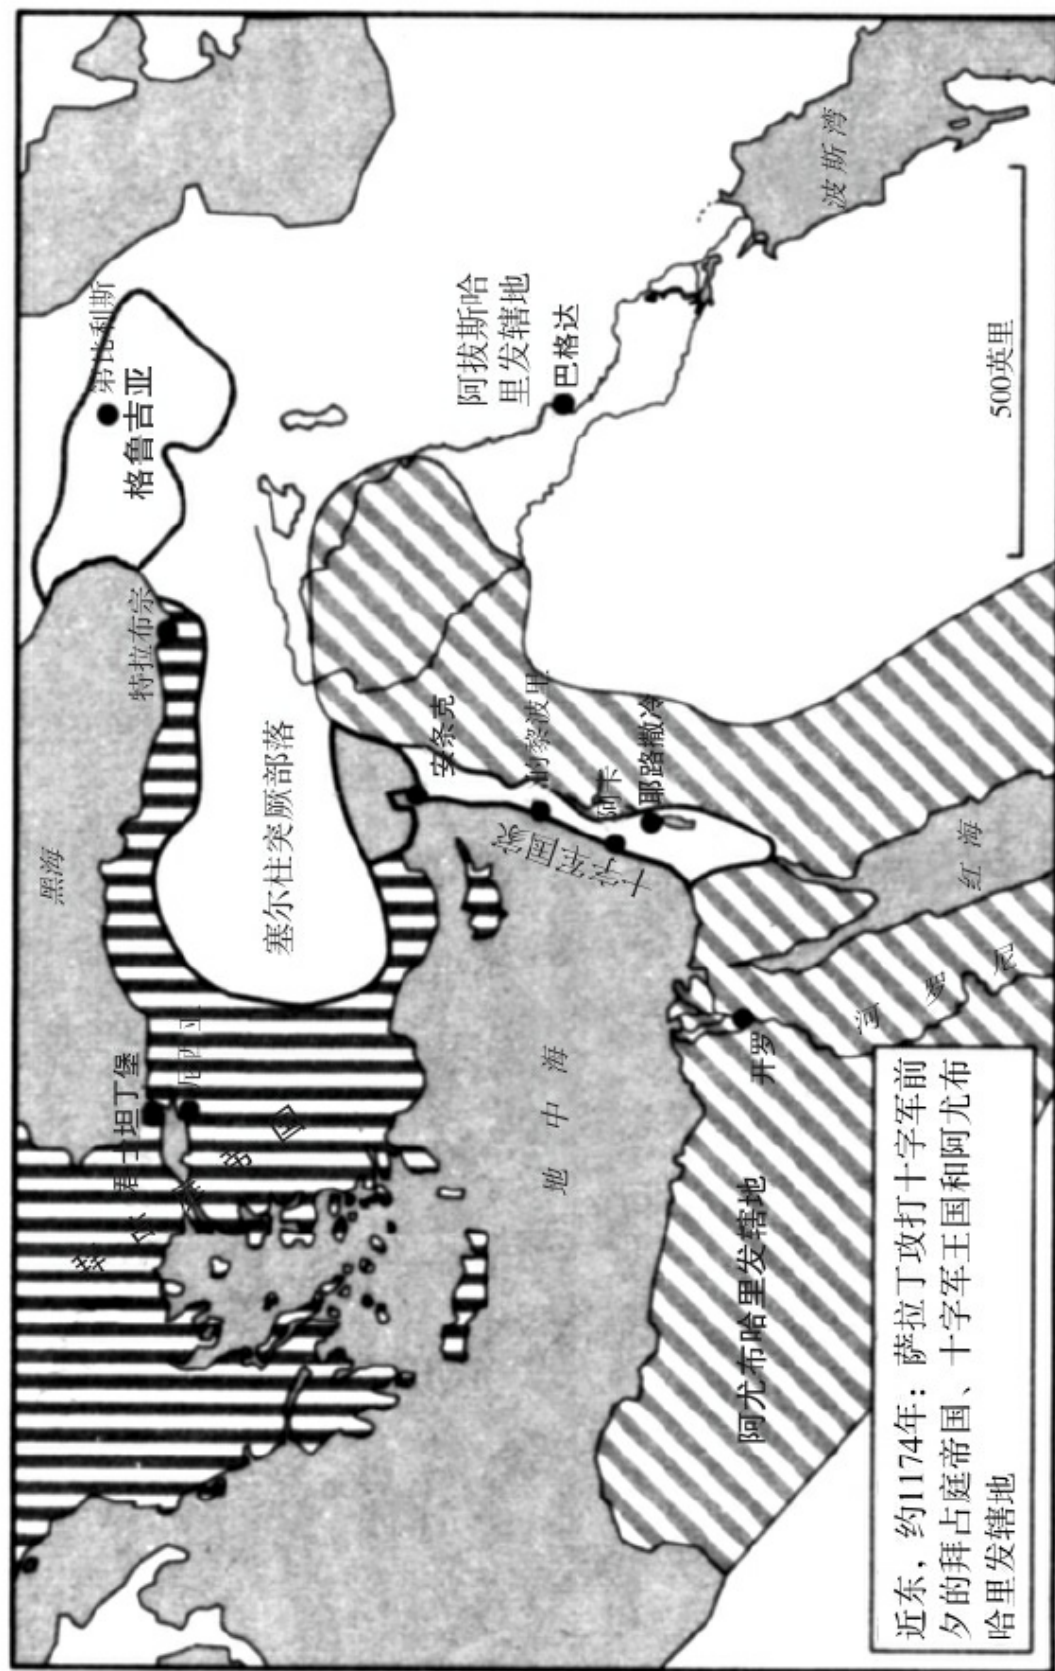 黑海
第比利斯
格鲁吉亚
特拉布宗
君士坦丁堡
尼西亚
塞尔柱突厥部落
阿拔斯哈
里发辖地
巴格达
波斯湾
安条克
的黎波里
阿卡
耶路撒冷
十字军国家
地中海
开罗
红海
尼罗河
阿尤布哈里发辖地
500英里
近东，约1174年：萨拉丁攻打十字军前
夕的拜占庭帝国、十字军王国和阿尤布
哈里发辖地